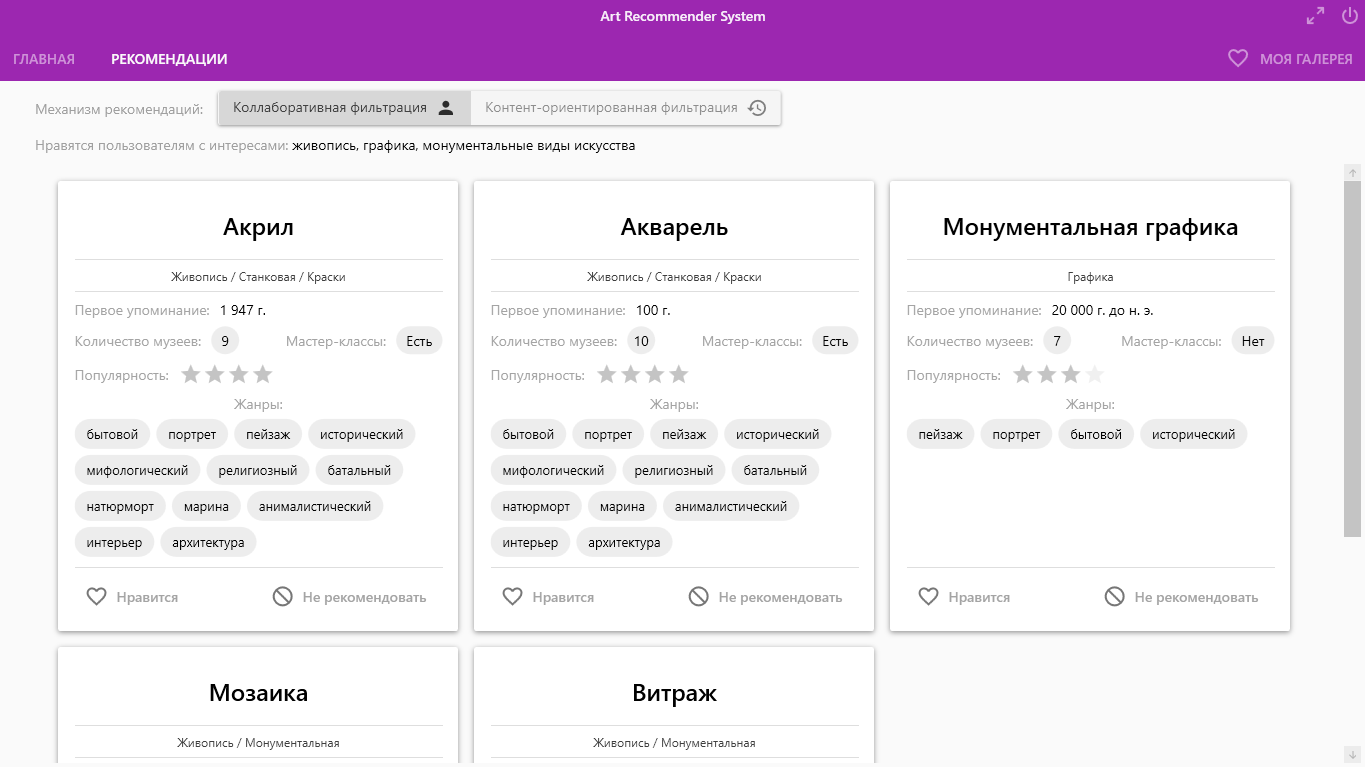 Art Recommender System
ГЛАВНАЯ РЕКОМЕНДАЦИИ МОЯ ГАЛЕРЕЯ
Механизм рекомендаций: Коллаборативная фильтрация Контент-ориентированная фильтрация
Нравятся пользователям с интересами: живопись, графика, монументальные виды искусства
Акрил
Живопись / Станковая / Краски
Первое упоминание: 1 947 г.
Количество музеев: 9 Мастер-классы: Есть
Популярность:
Жанры:
бытовой портрет пейзаж исторический
мифологический религиозный батальный
натюрморт марина анималистический
интерьер архитектура
Нравится Не рекомендовать
Акварель
Живопись / Станковая / Краски
Первое упоминание: 100 г.
Количество музеев: 10 Мастер-классы: Есть
Популярность:
Жанры:
бытовой портрет пейзаж исторический
мифологический религиозный батальный
натюрморт марина анималистический
интерьер архитектура
Нравится Не рекомендовать
Монументальная графика
Графика
Первое упоминание: 20 000 г. до н. э.
Количество музеев: 7 Мастер-классы: Нет
Популярность:
Жанры:
пейзаж портрет бытовой исторический
Нравится Не рекомендовать
Мозаика
Живопись / Монументальная
Витраж
Живопись / Монументальная